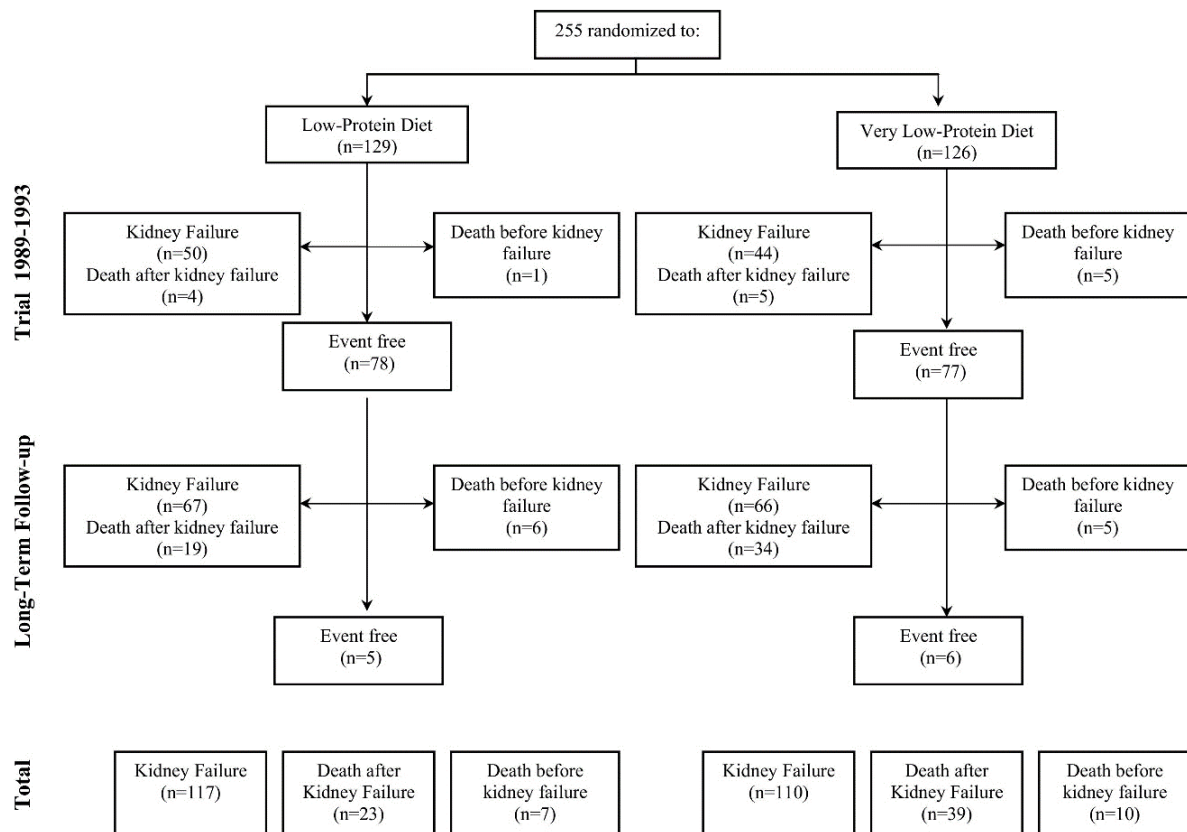 255 randomized to:
Low-Protein Diet
(n=129)
Very Low-Protein Diet
(n=126)
Trial 1989-1993
Kidney Failure
(n=50)
Death after kidney failure
(n=4)
Death before kidney
failure
(n=1)
Kidney Failure
(n=44)
Death after kidney failure
(n=5)
Death before kidney
failure
(n=5)
Event free
(n=78)
Event free
(n=77)
Long-Term Follow-up
Kidney Failure
(n=67)
Death after kidney failure
(n=19)
Death before kidney
failure
(n=6)
Kidney Failure
(n=66)
Death after kidney failure
(n=34)
Death before kidney
failure
(n=5)
Event free
(n=5)
Event free
(n=6)
Total
Kidney Failure
(n=117)
Death after
Kidney Failure
(n=23)
Death before
kidney failure
(n=7)
Kidney Failure
(n=110)
Death after
Kidney Failure
(n=39)
Death before
kidney failure
(n=10)